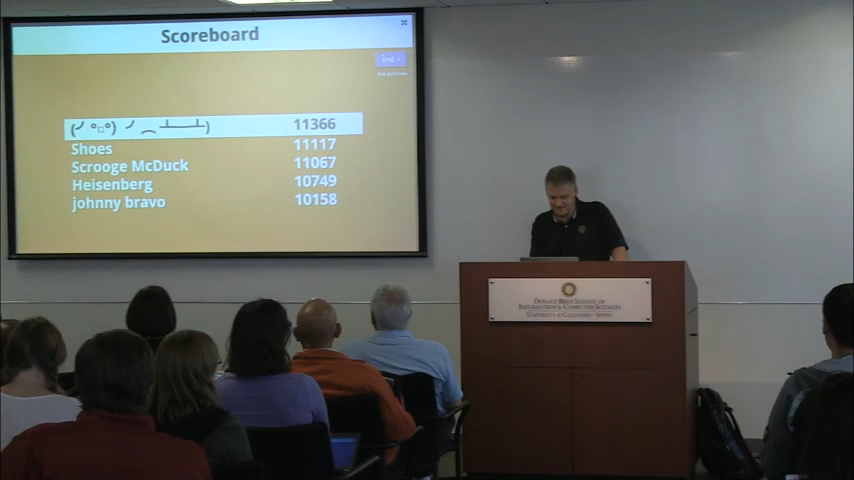 Scoreboard
End
(╯°□°)╯︵ ┻━┻) 11366
Shoes 11117
Scrooge McDuck 11067
Heisenberg 10749
johnny bravo 10158
Donald Bren School of
Information & Computer Sciences
University of California • Irvine